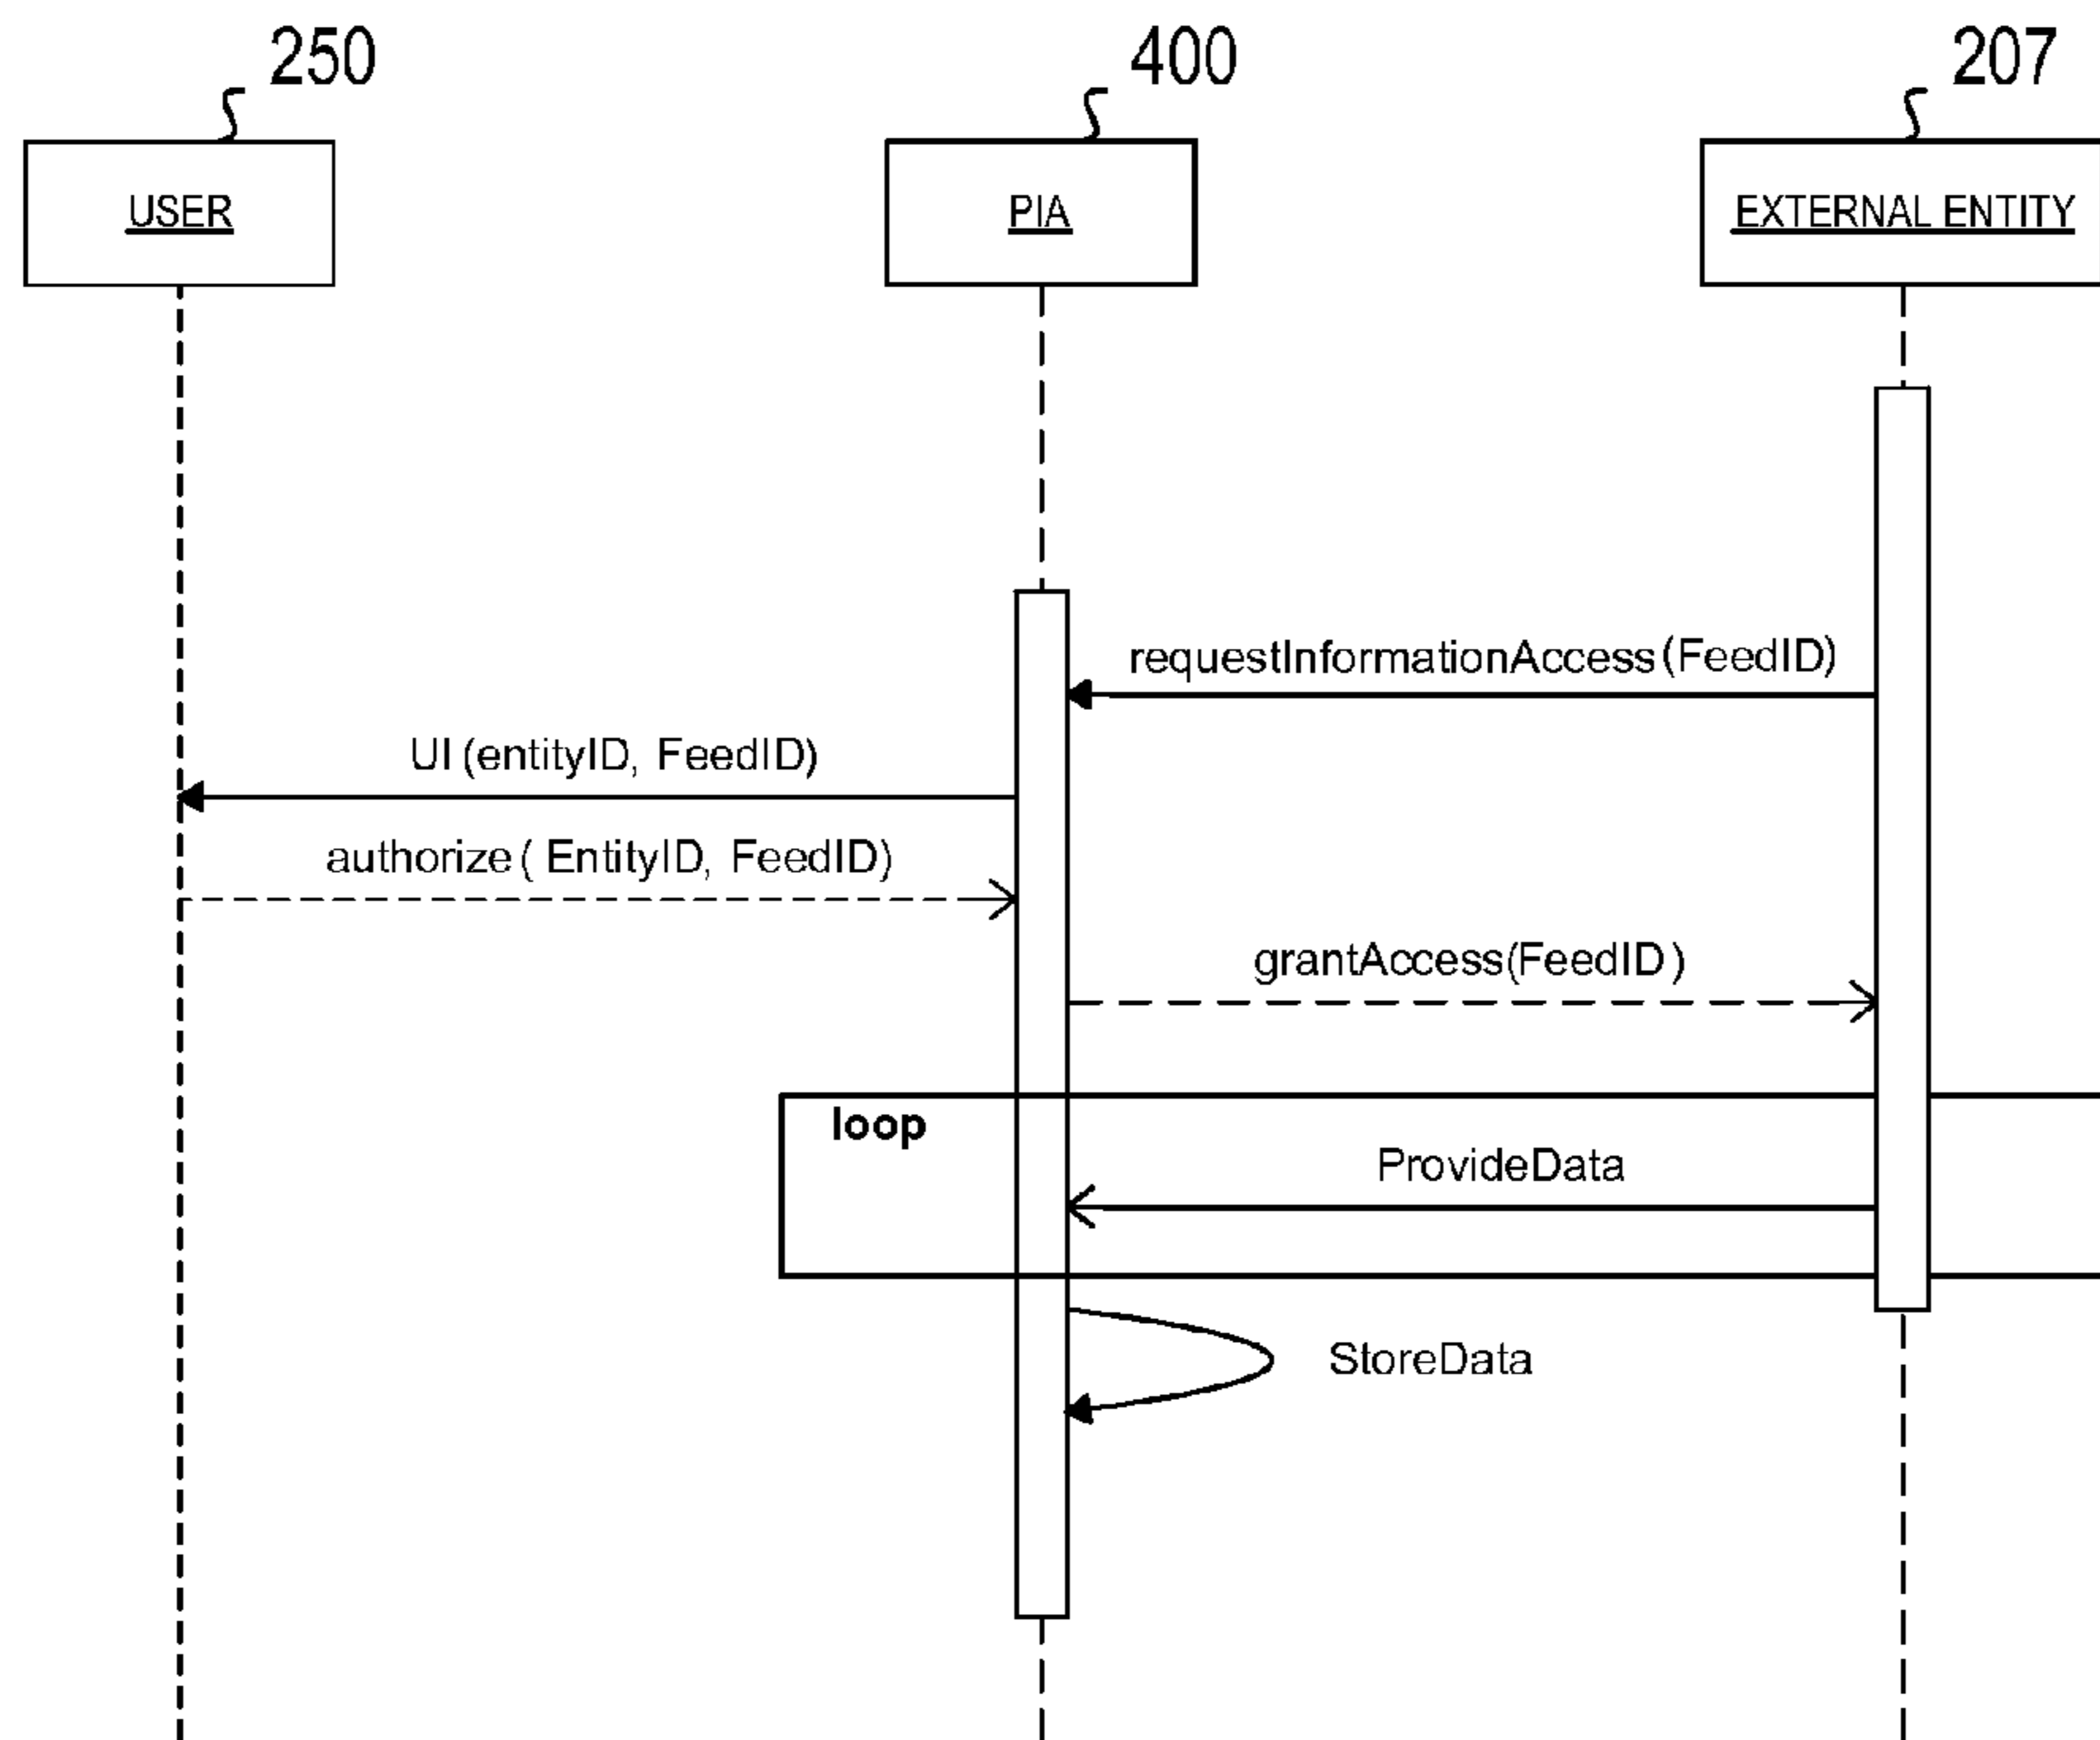 250
400
207
USER
PIA
EXTERNAL ENTITY
requestInformationAccess(FeedID)
UI (entityID, FeedID)
authorize ( EntityID, FeedID)
grantAccess(FeedID)
loop
ProvideData
StoreData